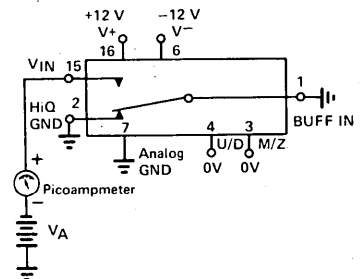 +12 V −12 V
V+ V−
16 6
VIN 15
1
HiQ 2
GND
BUFF IN
7 4 3
U/D M/Z
Analog
GND
0V 0V
+
Picoampmeter
−
VA